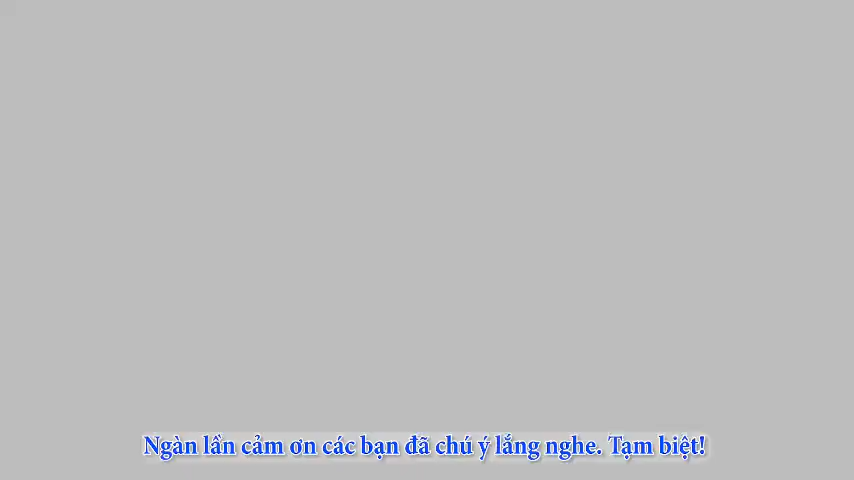 Ngàn lần cảm ơn các bạn đã chú ý lắng nghe. Tạm biệt!